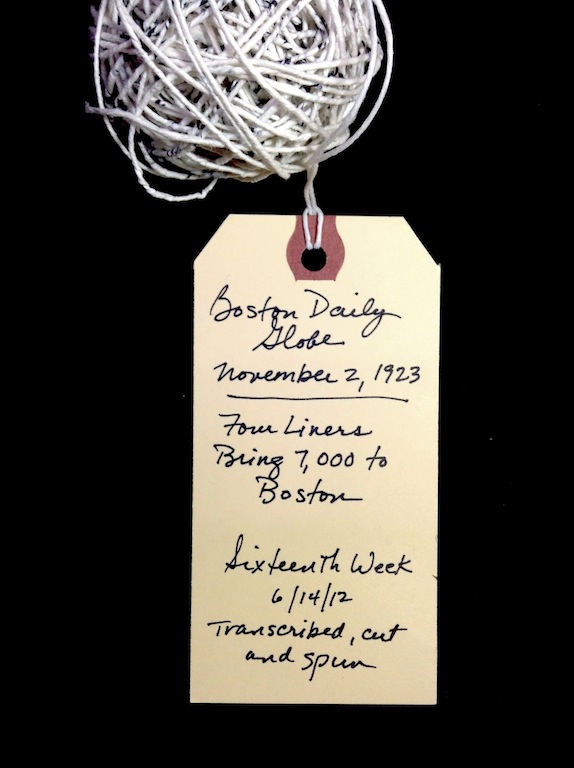 Boston Daily
Globe
November 2, 1923
Four Liners
Bring 7,000 to
Boston
Sixteenth Week
6/14/12
Transcribed, cut
and spun